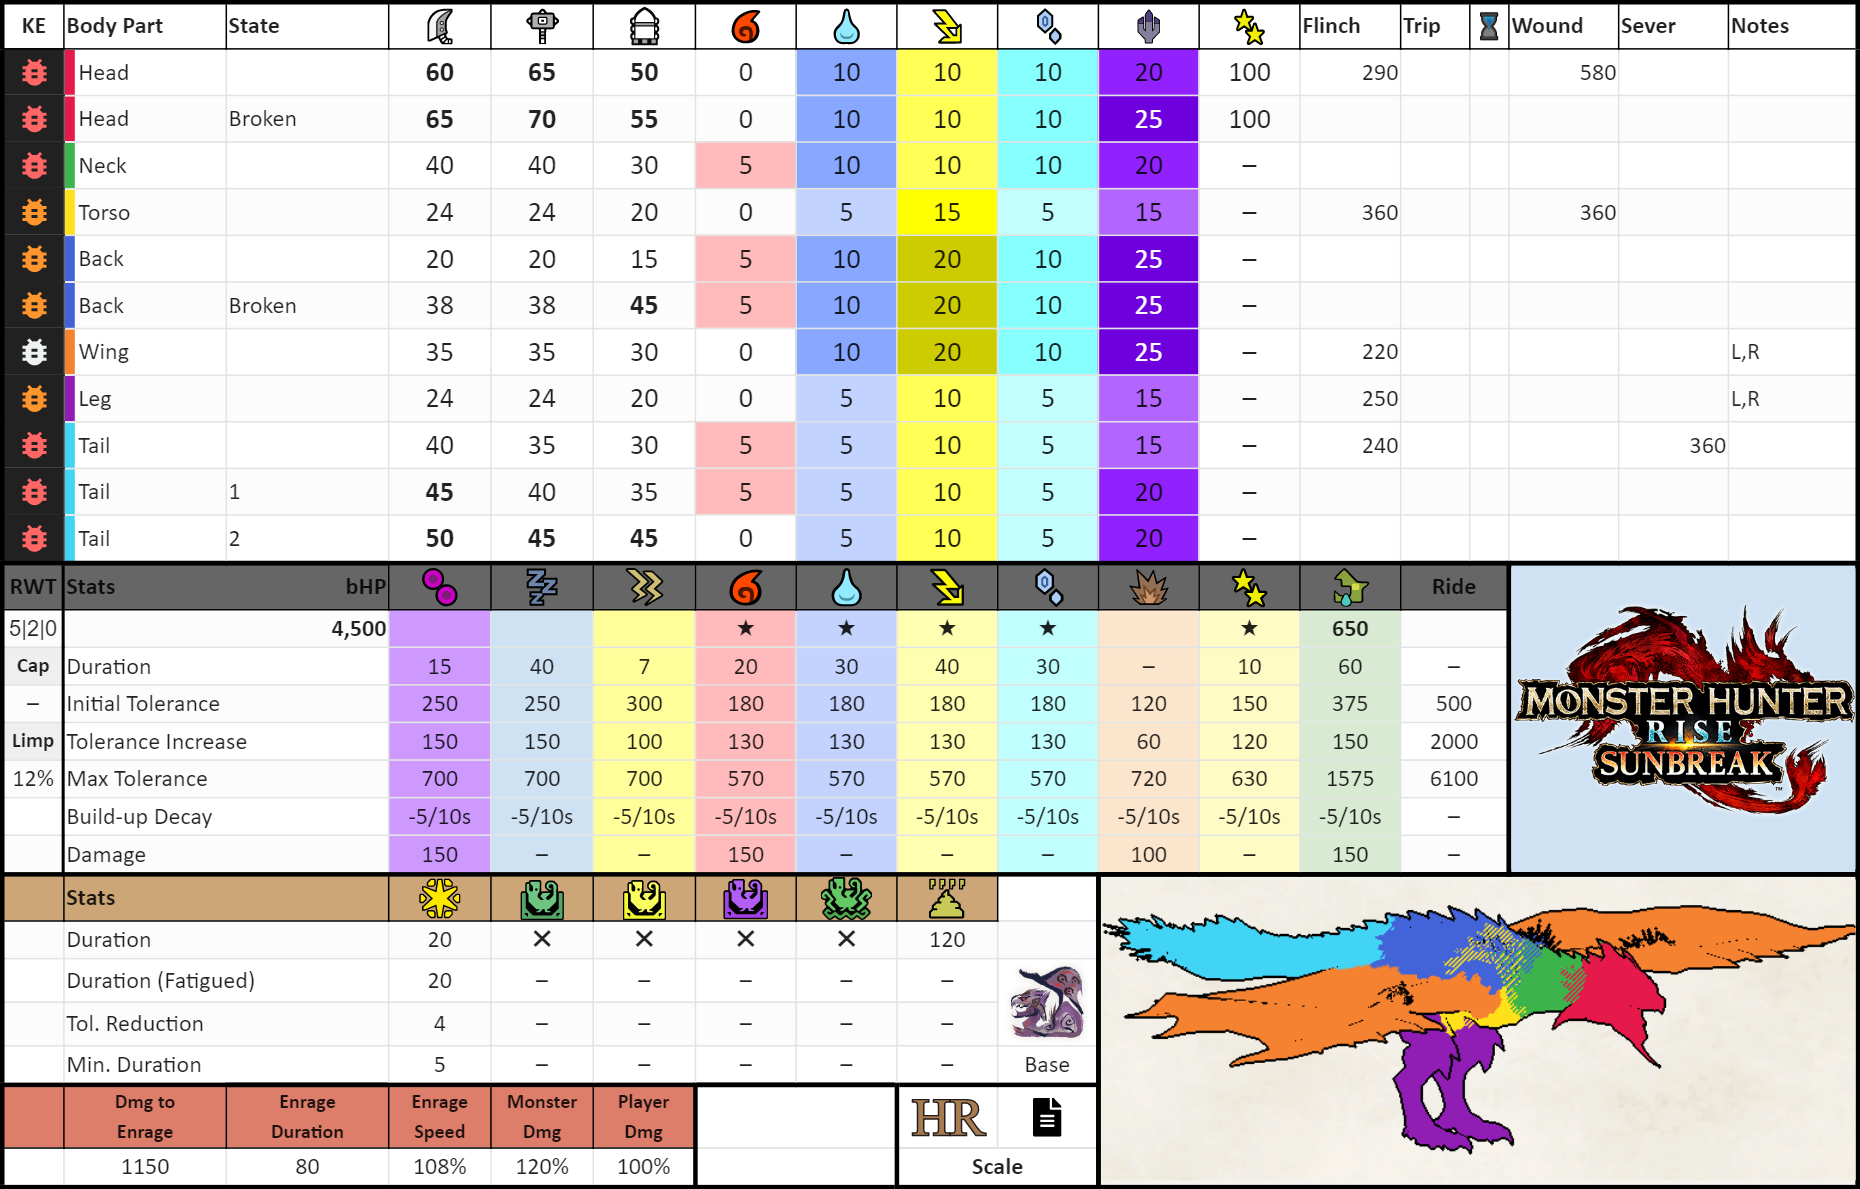 KE Body Part State Flinch Trip Wound Sever Notes
Head 60 65 50 0 10 10 10 20 100 290 580
Head Broken 65 70 55 0 10 10 10 25 100
Neck 40 40 30 5 10 10 10 20 –
Torso 24 24 20 0 5 15 5 15 – 360 360
Back 20 20 15 5 10 20 10 25 –
Back Broken 38 38 45 5 10 20 10 25 –
Wing 35 35 30 0 10 20 10 25 – 220 L,R
Leg 24 24 20 0 5 10 5 15 – 250 L,R
Tail 40 35 30 5 5 10 5 15 – 240 360
Tail 1 45 40 35 5 5 10 5 20 –
Tail 2 50 45 45 0 5 10 5 20 –
RWT Stats bHP Ride
5|2|0 4,500 ★ ★ ★ ★ ★ 650
Cap Duration 15 40 7 20 30 40 30 – 10 60 –
– Initial Tolerance 250 250 300 180 180 180 180 120 150 375 500
Limp Tolerance Increase 150 150 100 130 130 130 130 60 120 150 2000
12% Max Tolerance 700 700 700 570 570 570 570 720 630 1575 6100
Build-up Decay -5/10s -5/10s -5/10s -5/10s -5/10s -5/10s -5/10s -5/10s -5/10s -5/10s –
Damage 150 – – 150 – – – 100 – 150 –
MONSTER HUNTER
RISE
SUNBREAK
TM
Stats
Duration 20 ✕ ✕ ✕ ✕ 120
Duration (Fatigued) 20 – – – – –
Tol. Reduction 4 – – – – –
Min. Duration 5 – – – – – Base
Dmg to Enrage Enrage Monster Player
Enrage Duration Speed Dmg Dmg
HR
1150 80 108% 120% 100% Scale